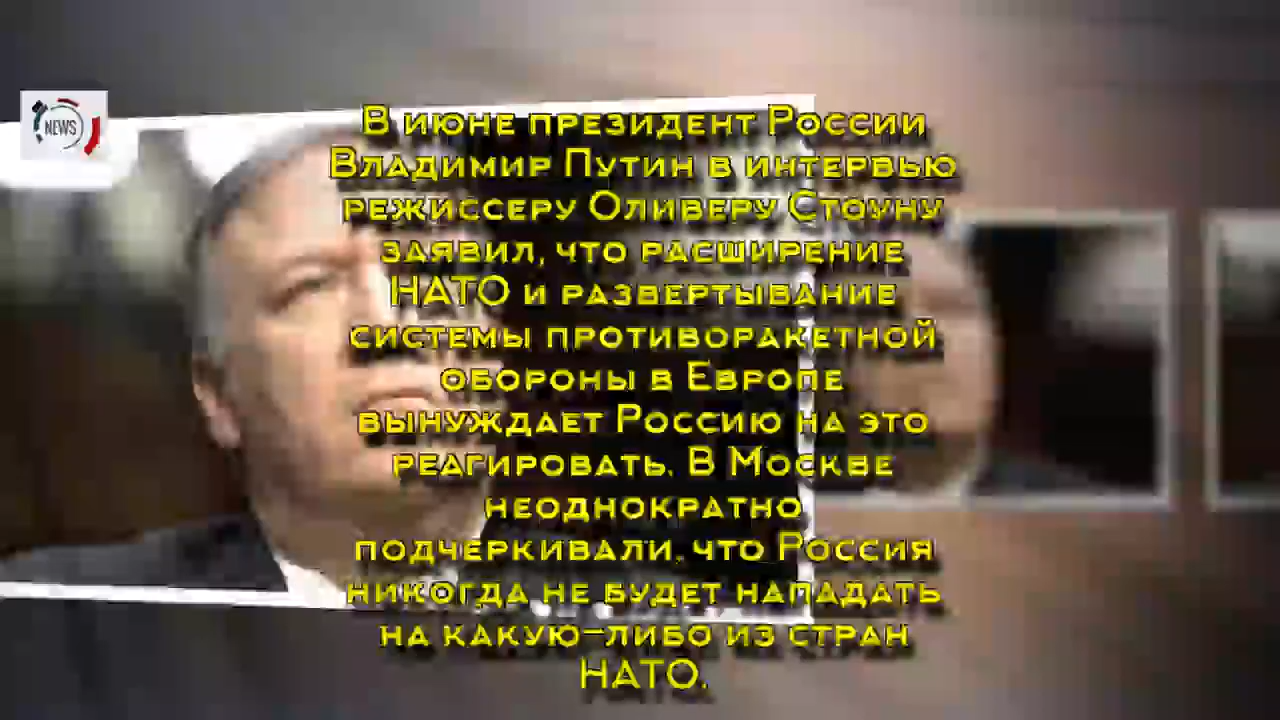 NEWS
В июне президент России
Владимир Путин в интервью
режиссеру Оливеру Стоуну
заявил, что расширение
НАТО и развертывание
системы противоракетной
обороны в Европе
вынуждает Россию на это
реагировать. В Москве
неоднократно
подчеркивали, что Россия
никогда не будет нападать
на какую-либо из стран
НАТО.